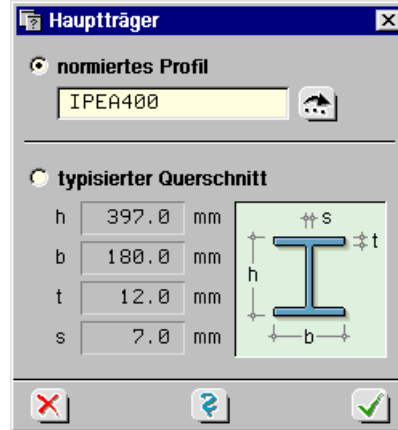 Hauptträger
normiertes Profil
IPEA400
typisierter Querschnitt
h 397.0 mm
b 180.0 mm
t 12.0 mm
s 7.0 mm
s
t
h
b